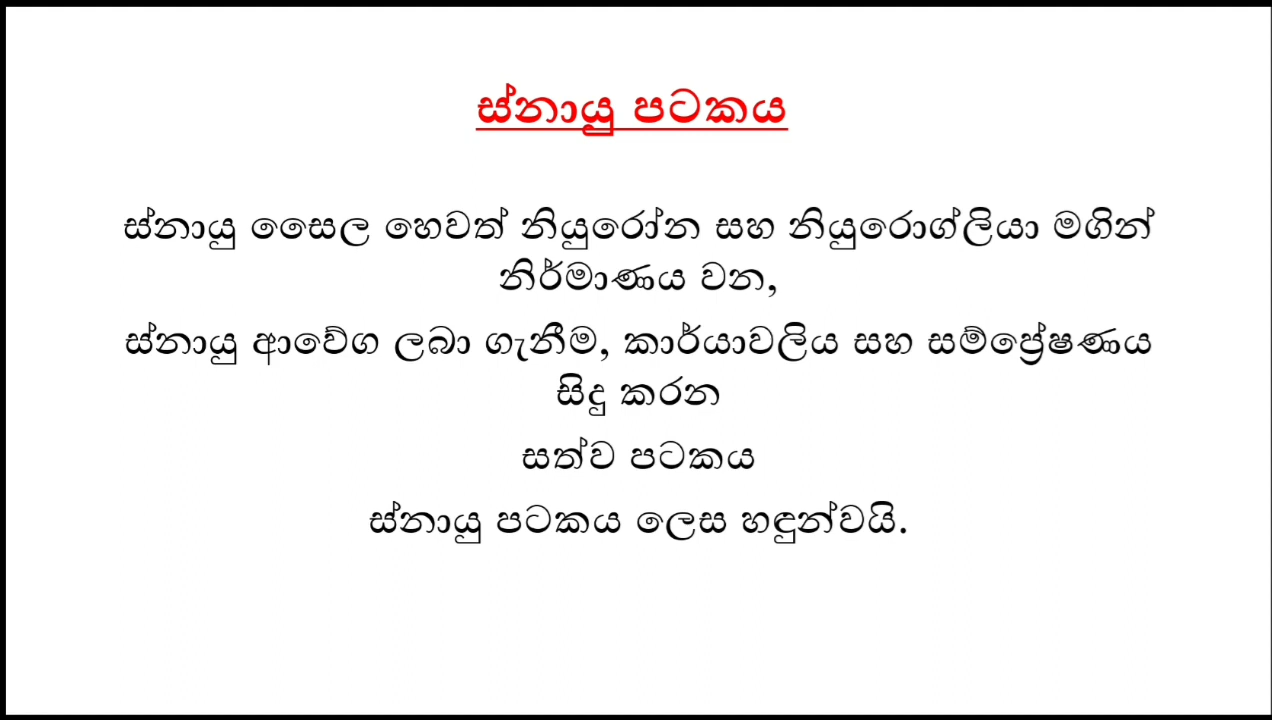 ස්නායු පටකය
ස්නායු සෛල හෙවත් නියුරෝන සහ නියුරොග්ලියා මගින්
නිර්මාණය වන,
ස්නායු ආවේග ලබා ගැනීම, කාර්යාවලිය සහ සම්ප්‍රේෂණය
සිදු කරන
සත්ව පටකය
ස්නායු පටකය ලෙස හඳුන්වයි.